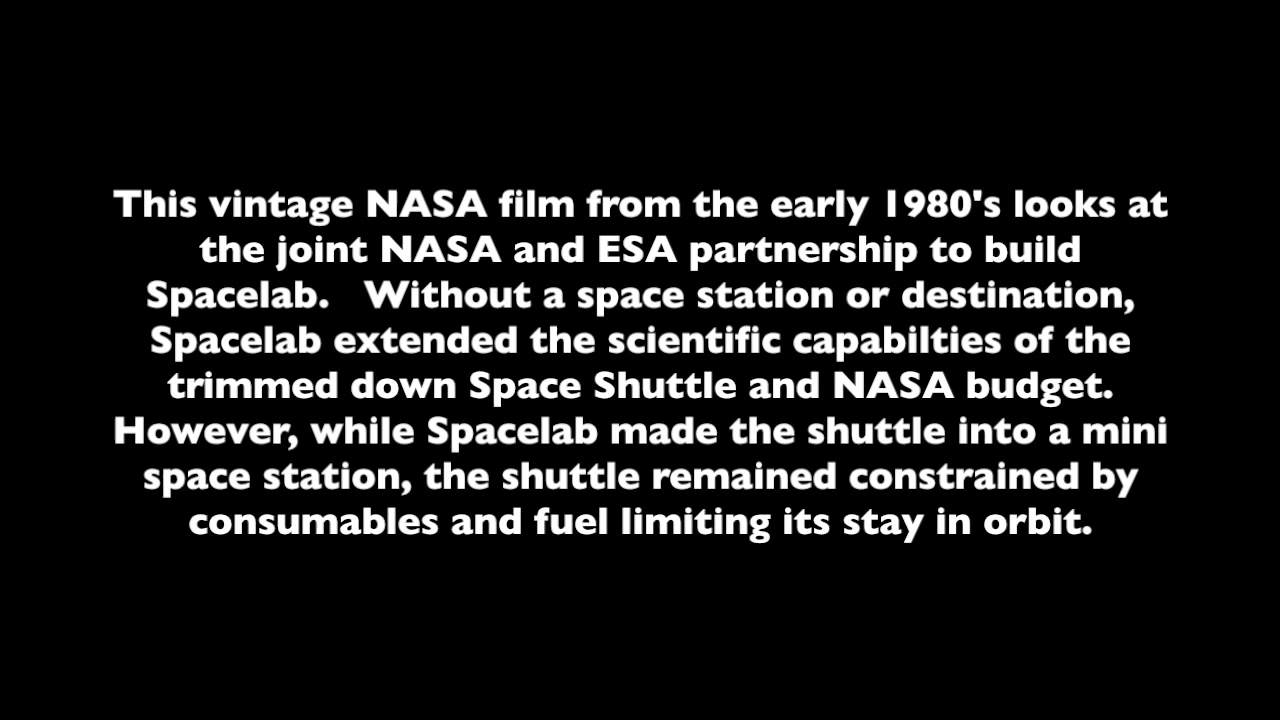 This vintage NASA film from the early 1980's looks at
the joint NASA and ESA partnership to build
Spacelab.   Without a space station or destination,
Spacelab extended the scientific capabilties of the
trimmed down Space Shuttle and NASA budget.
However, while Spacelab made the shuttle into a mini
space station, the shuttle remained constrained by
consumables and fuel limiting its stay in orbit.